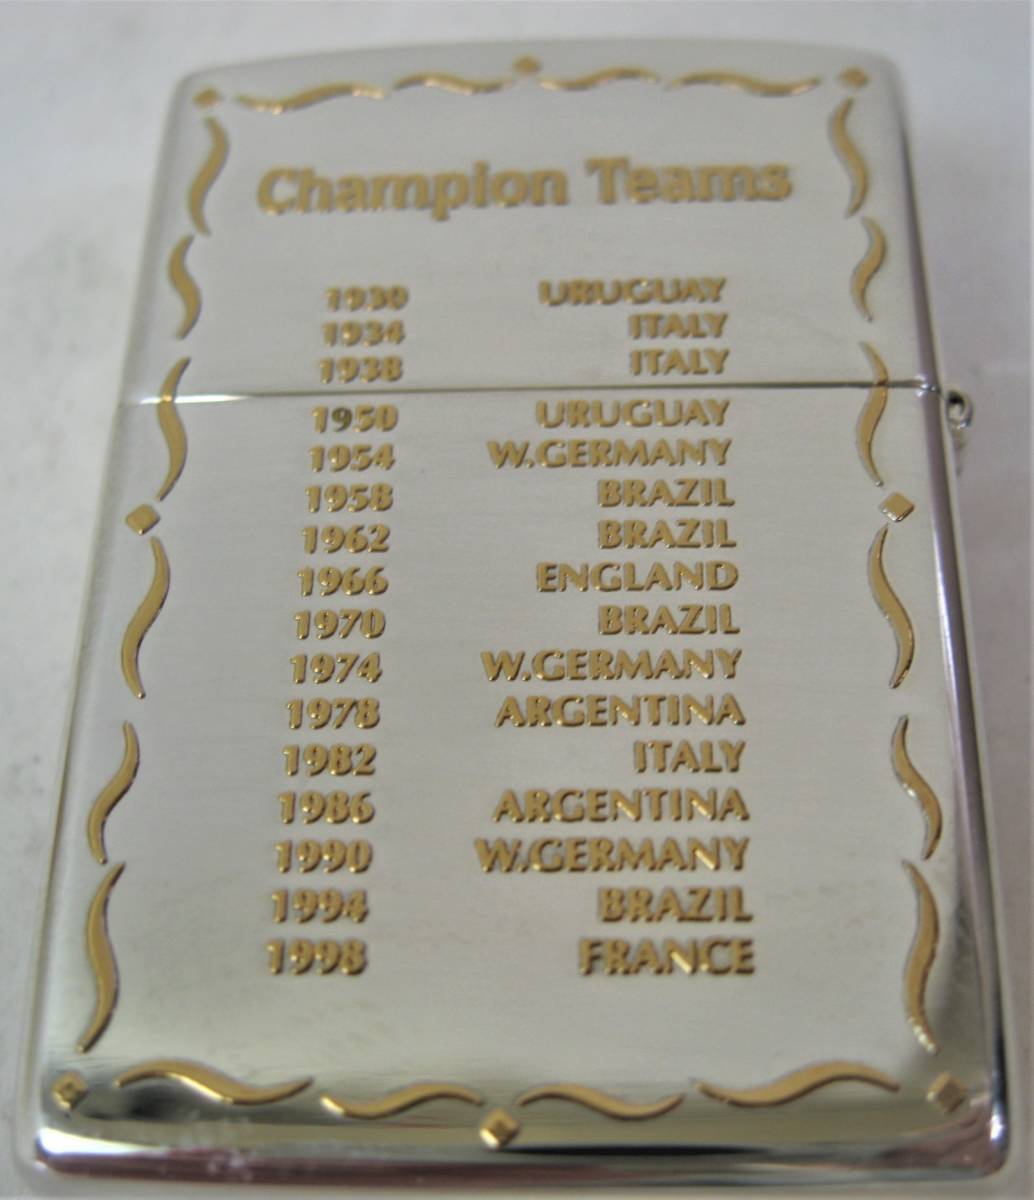 Champion Teams
1930 URUGUAY
1934 ITALY
1938 ITALY
1950 URUGUAY
1954 W.GERMANY
1958 BRAZIL
1962 BRAZIL
1966 ENGLAND
1970 BRAZIL
1974 W.GERMANY
1978 ARGENTINA
1982 ITALY
1986 ARGENTINA
1990 W.GERMANY
1994 BRAZIL
1998 FRANCE